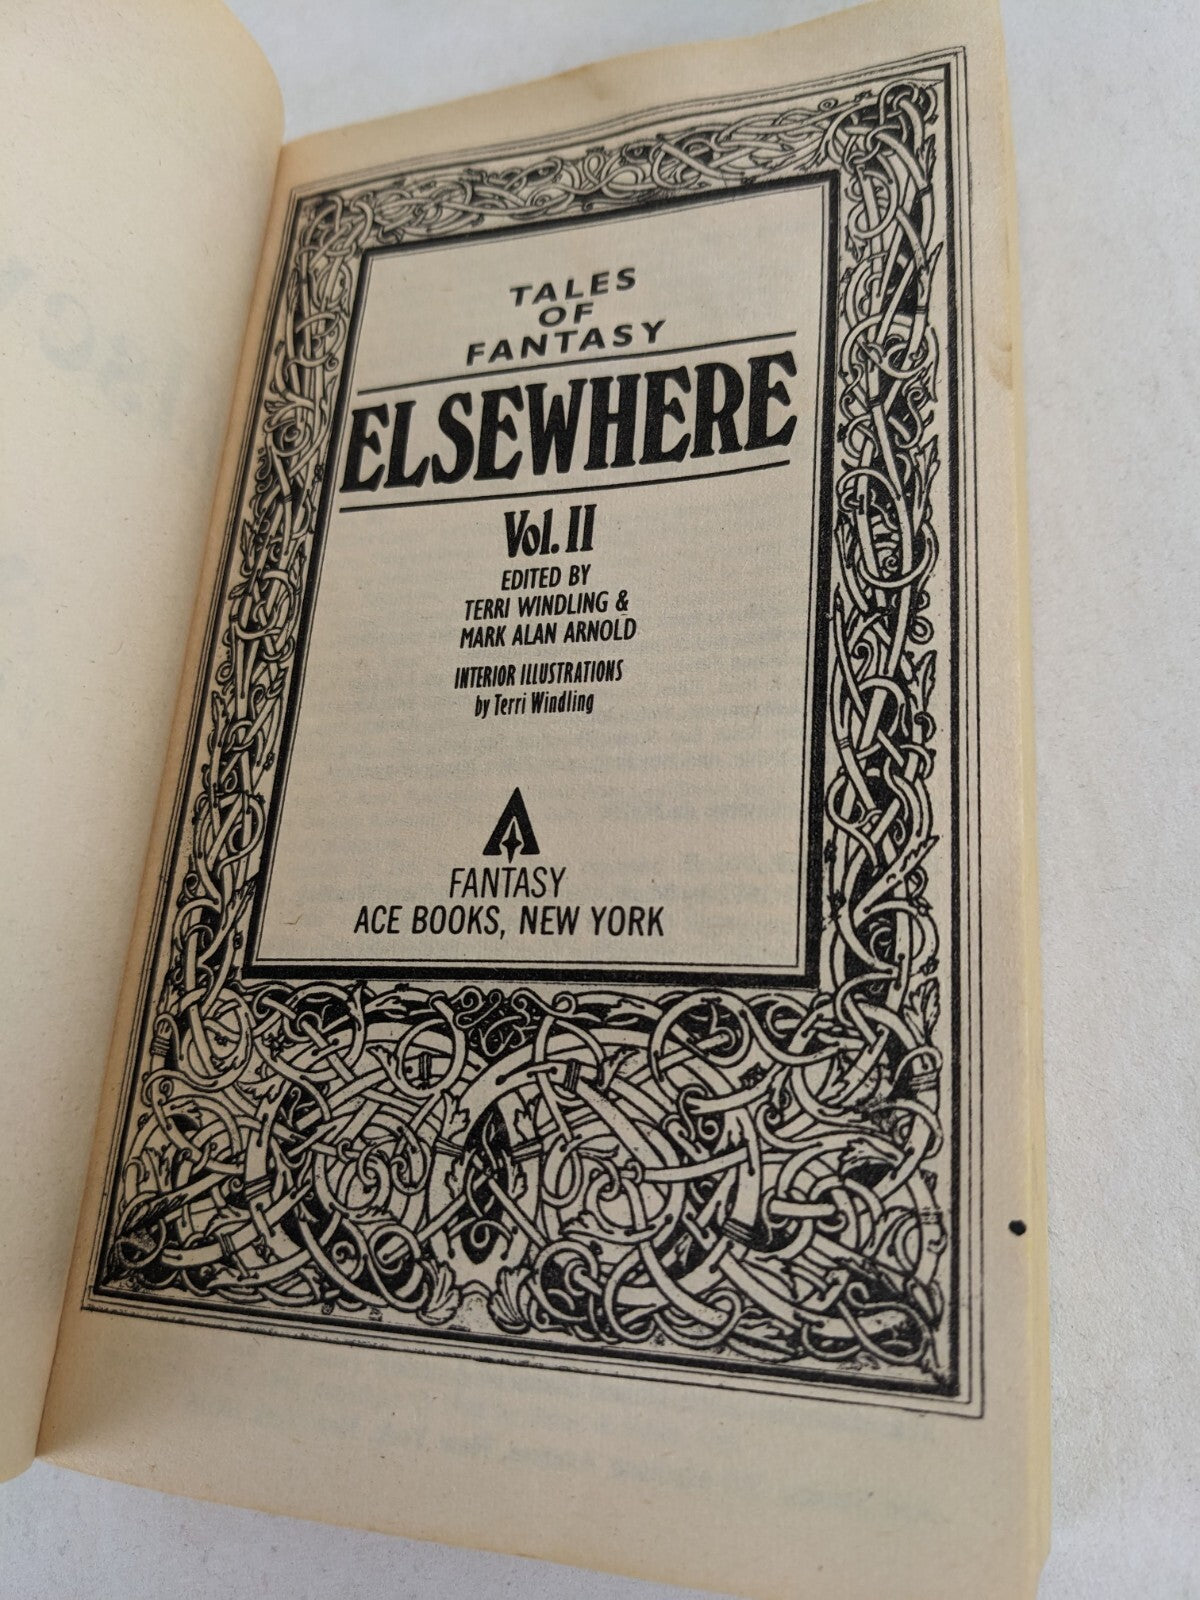 TALES
OF
FANTASY
ELSEWHERE
Vol. II
EDITED BY
TERRI WINDLING &
MARK ALAN ARNOLD
INTERIOR ILLUSTRATIONS
by Terri Windling
FANTASY
ACE BOOKS, NEW YORK